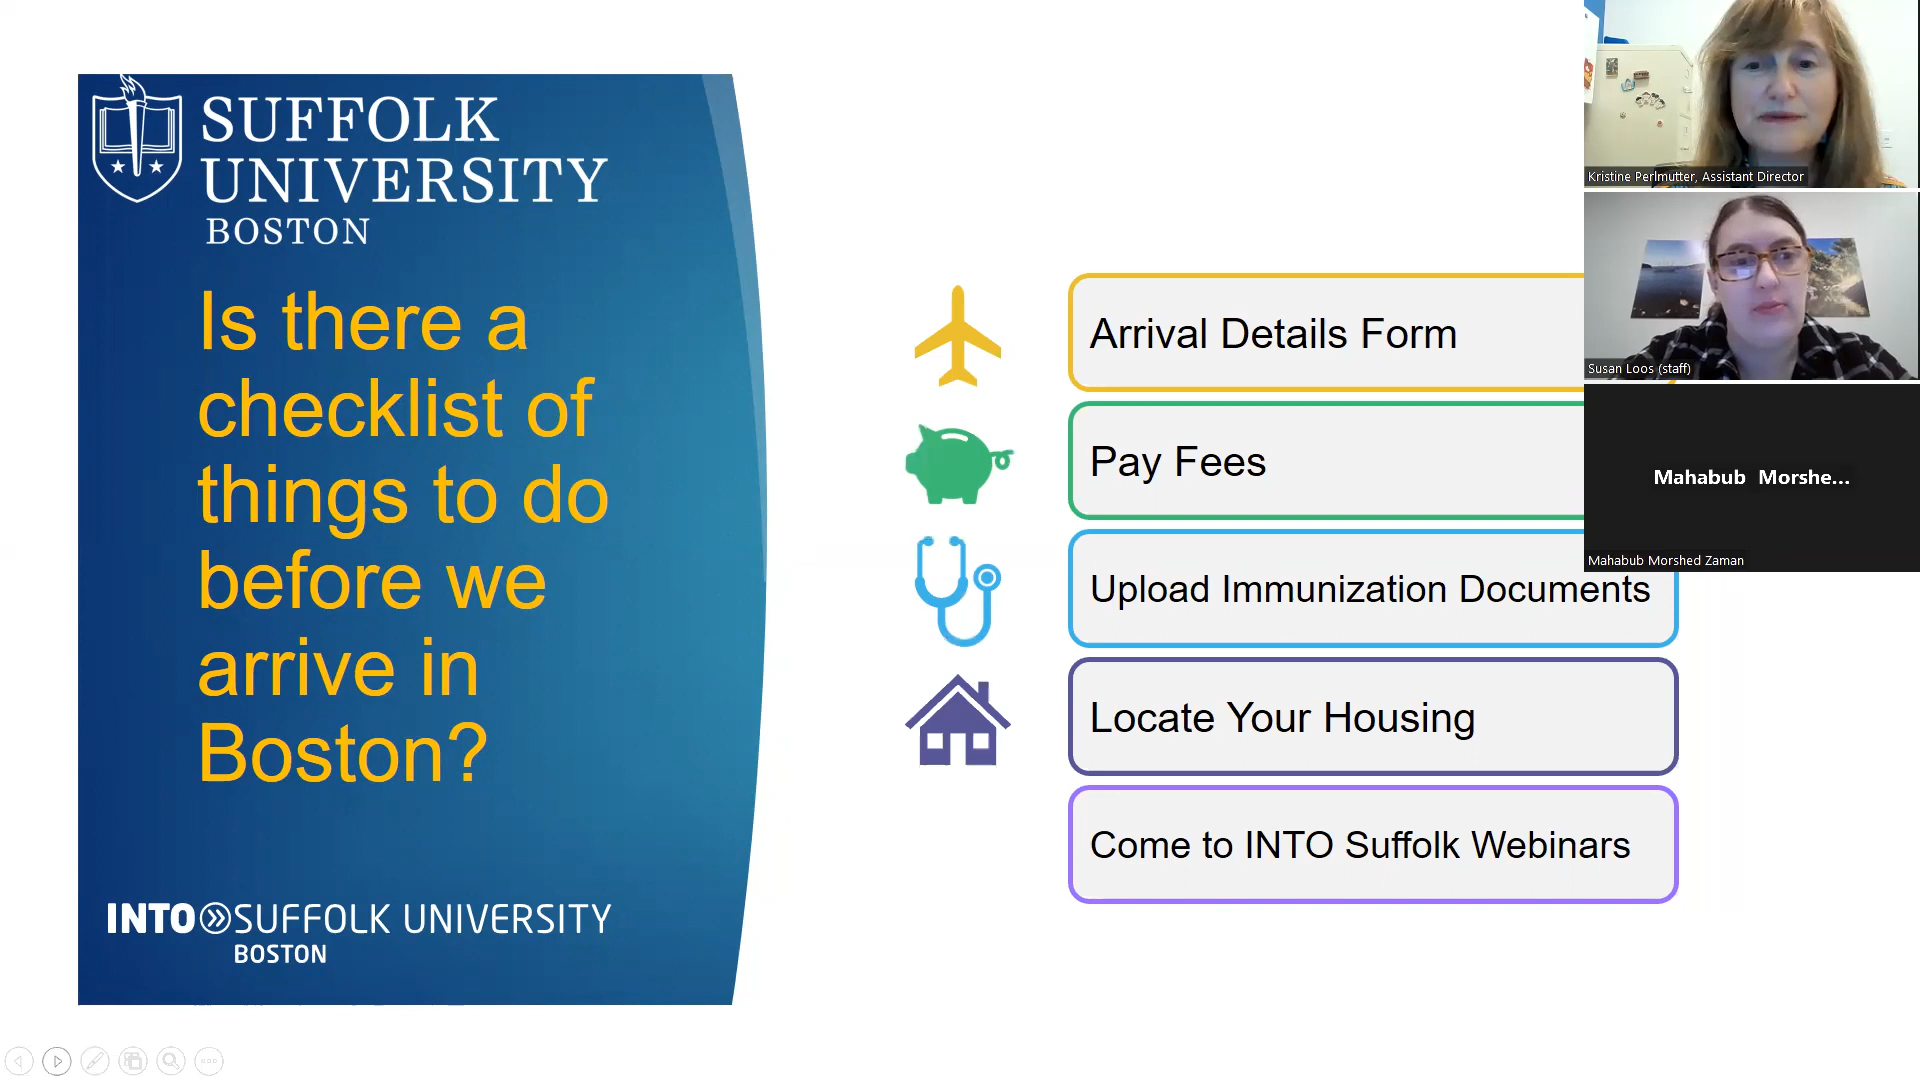 SUFFOLK
UNIVERSITY
BOSTON
Is there a
checklist of
things to do
before we
arrive in
Boston?
INTO SUFFOLK UNIVERSITY
BOSTON
Arrival Details Form
Pay Fees
Upload Immunization Documents
Locate Your Housing
Come to INTO Suffolk Webinars
Kristine Perlmutter, Assistant Director
Susan Loos (staff)
Mahabub Morshe...
Mahabub Morshed Zaman